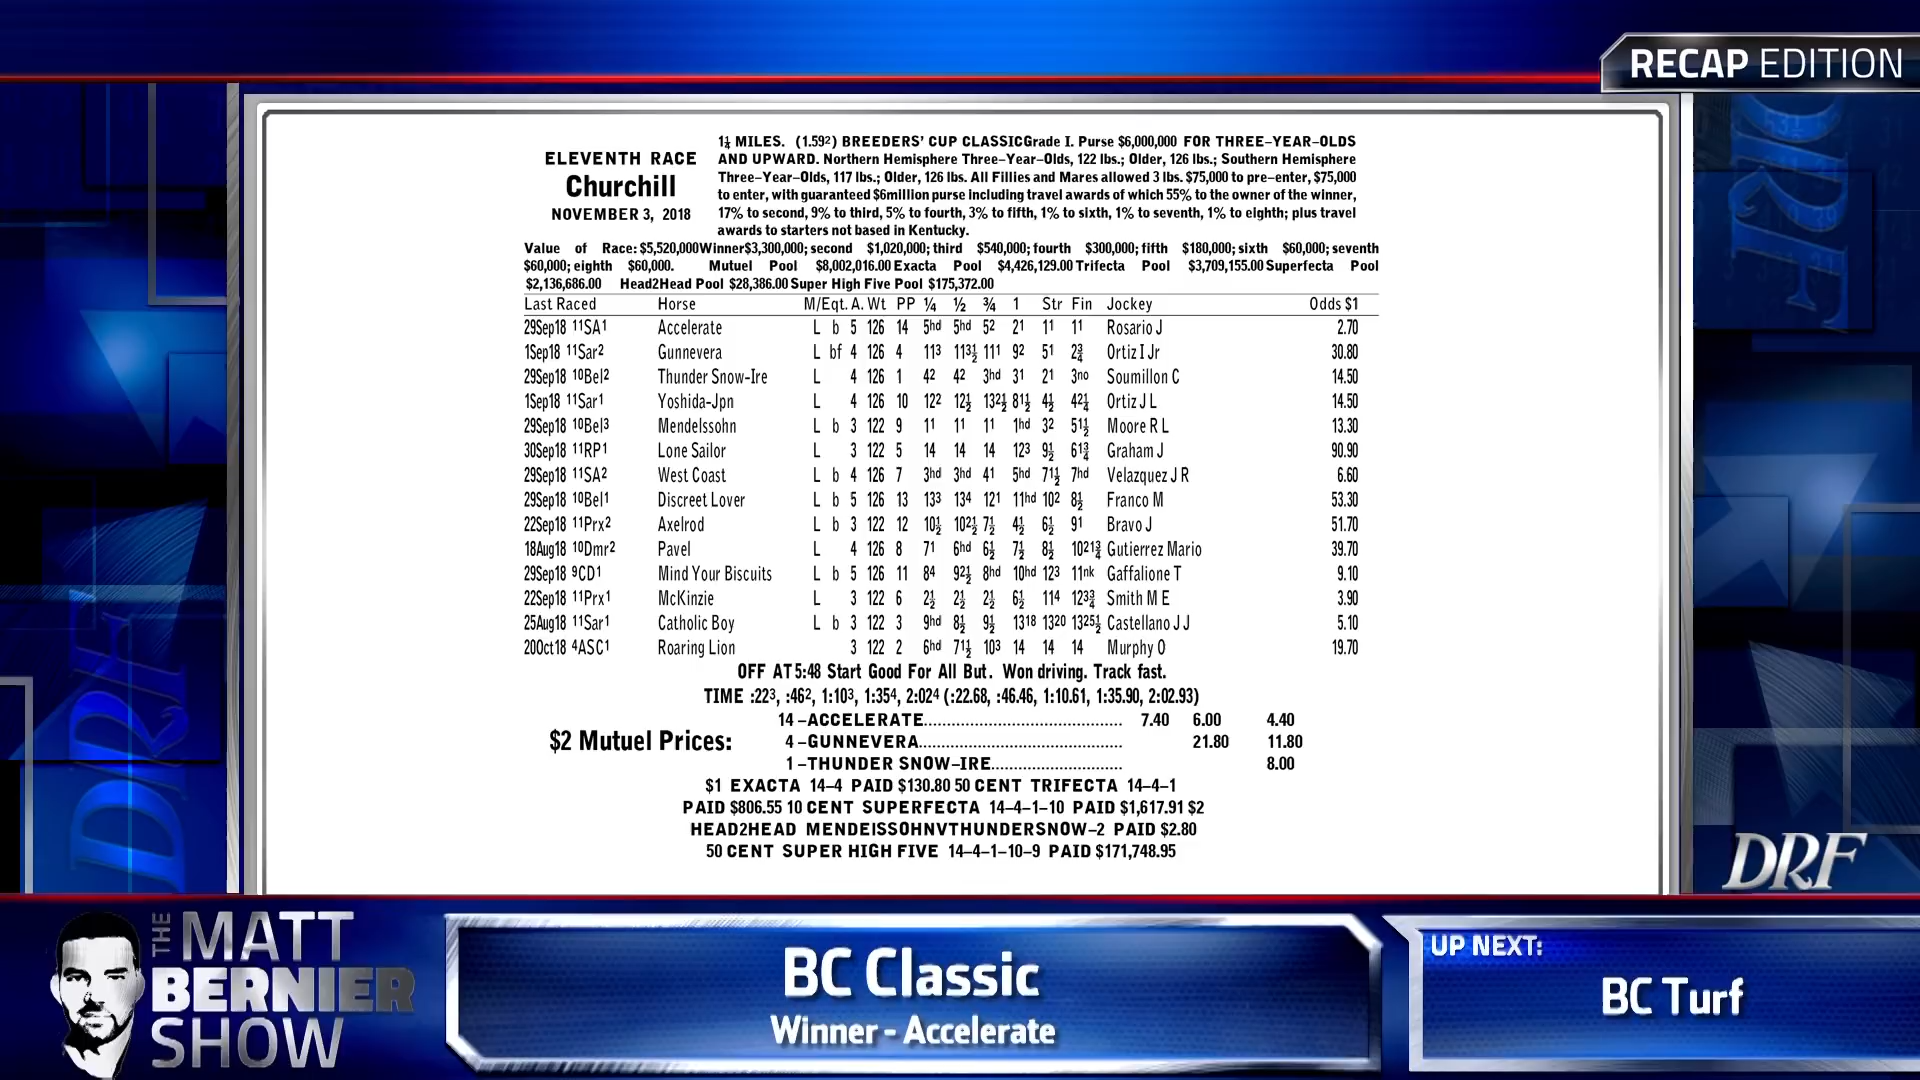 RECAP EDITION
ELEVENTH RACE
Churchill
NOVEMBER 3, 2018
1¼ MILES. (1.59²) BREEDERS' CUP CLASSICGrade I. Purse $6,000,000 FOR THREE-YEAR-OLDS
AND UPWARD. Northern Hemisphere Three-Year-Olds, 122 lbs.; Older, 126 lbs.; Southern Hemisphere
Three-Year-Olds, 117 lbs.; Older, 126 lbs. All Fillies and Mares allowed 3 lbs. $75,000 to pre-enter, $75,000
to enter, with guaranteed $6million purse including travel awards of which 55% to the owner of the winner,
17% to second, 9% to third, 5% to fourth, 3% to fifth, 1% to sixth, 1% to seventh, 1% to eighth; plus travel
awards to starters not based in Kentucky.
Value of Race: $5,520,000Winner$3,300,000; second $1,020,000; third $540,000; fourth $300,000; fifth $180,000; sixth $60,000; seventh
$60,000; eighth $60,000. Mutuel Pool $8,002,016.00 Exacta Pool $4,426,129.00 Trifecta Pool $3,709,155.00 Superfecta Pool
$2,136,686.00 Head2Head Pool $28,386.00 Super High Five Pool $175,372.00
Last Raced Horse M/Eqt. A. Wt PP ¼ ½ ¾ 1 Str Fin Jockey Odds $1
29Sep18 11SA1 Accelerate L b 5 126 14 5hd 5hd 52 21 11 11 Rosario J 2.70
1Sep18 11Sar2 Gunnevera L bf 4 126 4 113 113½ 111 92 51 2¾ Ortiz I Jr 30.80
29Sep18 10Bel2 Thunder Snow-Ire L 4 126 1 42 42 3hd 31 21 3no Soumillon C 14.50
1Sep18 11Sar1 Yoshida-Jpn L 4 126 10 122 12½ 132½ 81½ 4½ 42¼ Ortiz J L 14.50
29Sep18 10Bel3 Mendelssohn L b 3 122 9 11 11 11 1hd 32 51½ Moore R L 13.30
30Sep18 11RP1 Lone Sailor L 3 122 5 14 14 14 123 9½ 61¾ Graham J 90.90
29Sep18 11SA2 West Coast L b 4 126 7 3hd 3hd 41 5hd 71½ 7hd Velazquez J R 6.60
29Sep18 10Bel1 Discreet Lover L b 5 126 13 133 134 121 11hd 102 8½ Franco M 53.30
22Sep18 11Prx2 Axelrod L b 3 122 12 10½ 102½ 7½ 4½ 6½ 91 Bravo J 51.70
18Aug18 10Dmr2 Pavel L 4 126 8 71 6hd 6½ 7½ 8½ 1021¾ Gutierrez Mario 39.70
29Sep18 9CD1 Mind Your Biscuits L b 5 126 11 84 92½ 8hd 10hd 123 11nk Gaffalione T 9.10
22Sep18 11Prx1 McKinzie L 3 122 6 2½ 2½ 2½ 6½ 114 123¾ Smith M E 3.90
25Aug18 11Sar1 Catholic Boy L b 3 122 3 9hd 8½ 9½ 1318 1320 1325½ Castellano J J 5.10
20Oct18 4ASC1 Roaring Lion 3 122 2 6hd 71½ 103 14 14 14 Murphy O 19.70
OFF AT 5:48 Start Good For All But. Won driving. Track fast.
TIME :22³, :46², 1:10³, 1:35⁴, 2:02⁴ (:22.68, :46.46, 1:10.61, 1:35.90, 2:02.93)
$2 Mutuel Prices:
14 –ACCELERATE........................................... 7.40 6.00 4.40
4 –GUNNEVERA............................................ 21.80 11.80
1 –THUNDER SNOW–IRE............................ 8.00
$1 EXACTA 14–4 PAID $130.80 50 CENT TRIFECTA 14–4–1
PAID $806.55 10 CENT SUPERFECTA 14–4–1–10 PAID $1,617.91 $2
HEAD2HEAD MENDElSSOHNVTHUNDERSNOW–2 PAID $2.80
50 CENT SUPER HIGH FIVE 14–4–1–10–9 PAID $171,748.95
DRF
DRF
DRF
THE MATT BERNIER SHOW
BC Classic
Winner - Accelerate
UP NEXT:
BC Turf